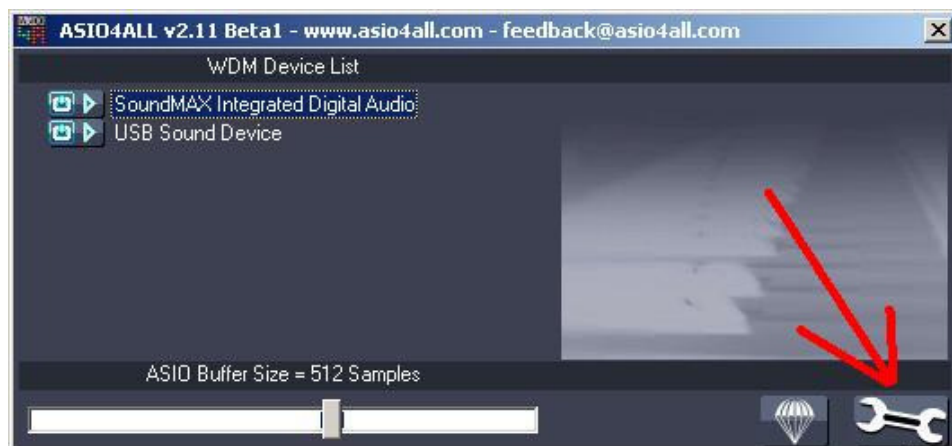 ASIO4ALL v2.11 Beta1 - www.asio4all.com - feedback@asio4all.com
WDM Device List
SoundMAX Integrated Digital Audio
USB Sound Device
ASIO Buffer Size = 512 Samples